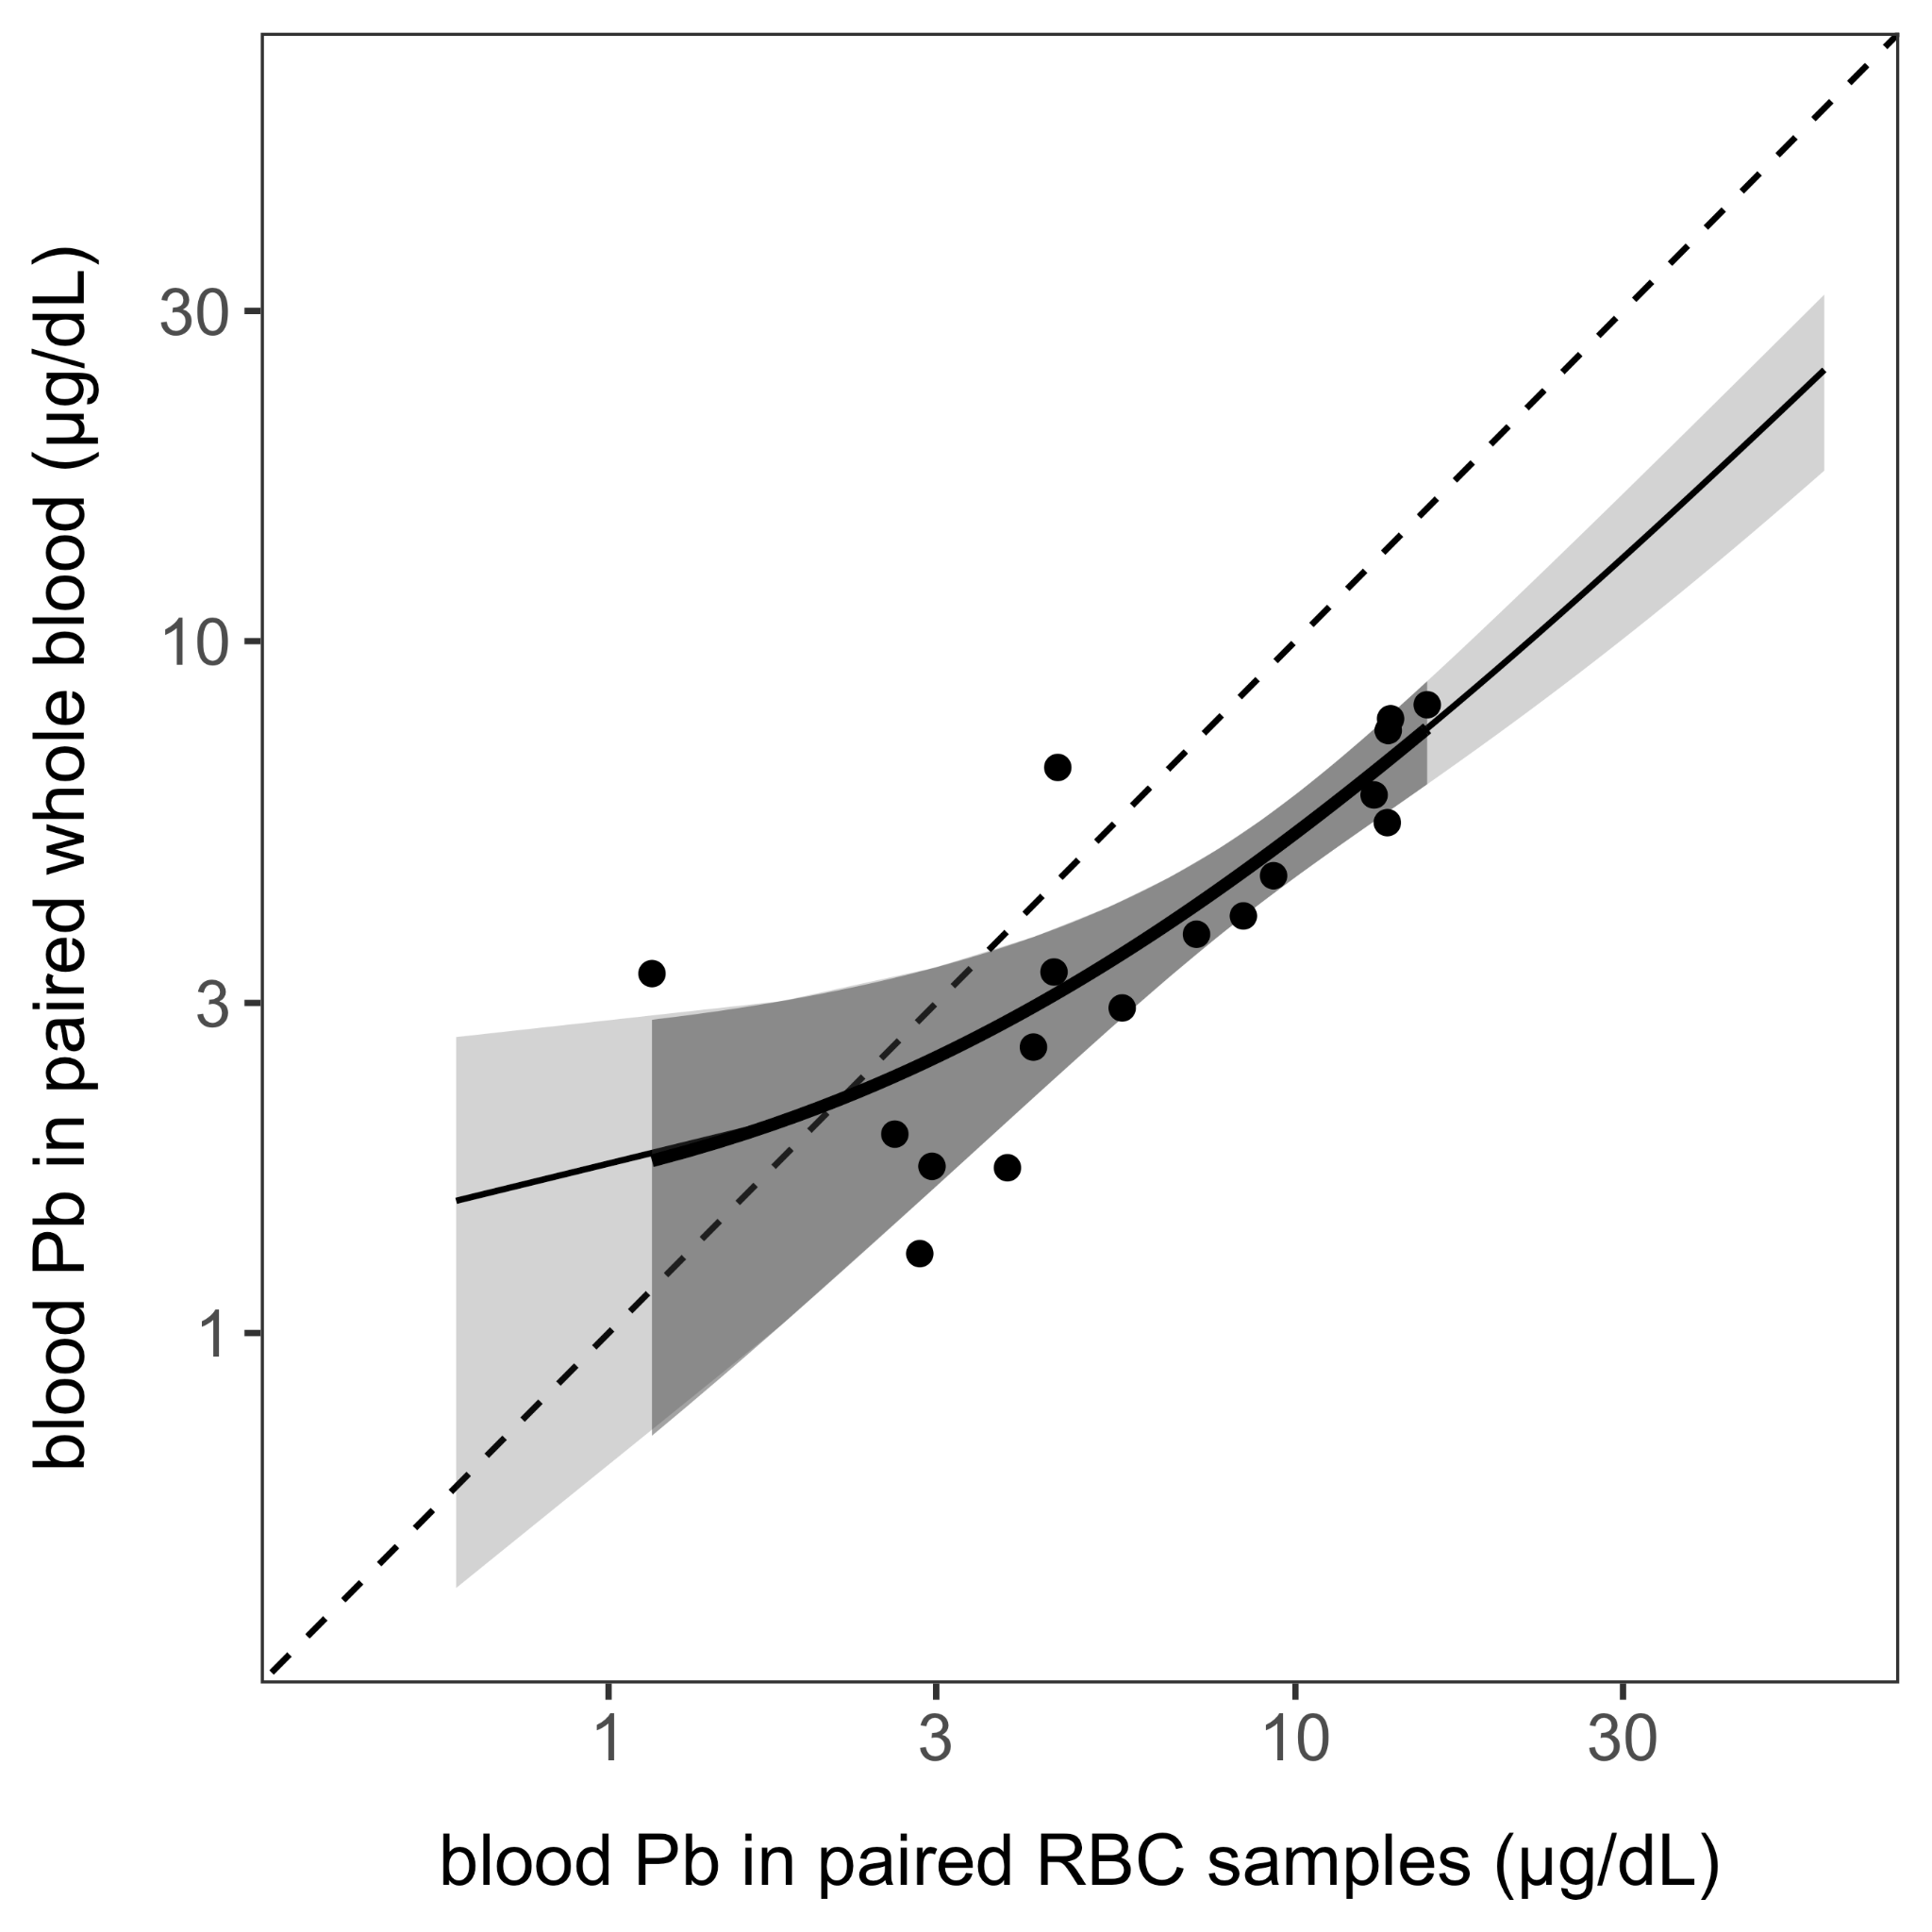 blood Pb in paired whole blood (µg/dL)
30
10
3
1
1 3 10 30
blood Pb in paired RBC samples (µg/dL)